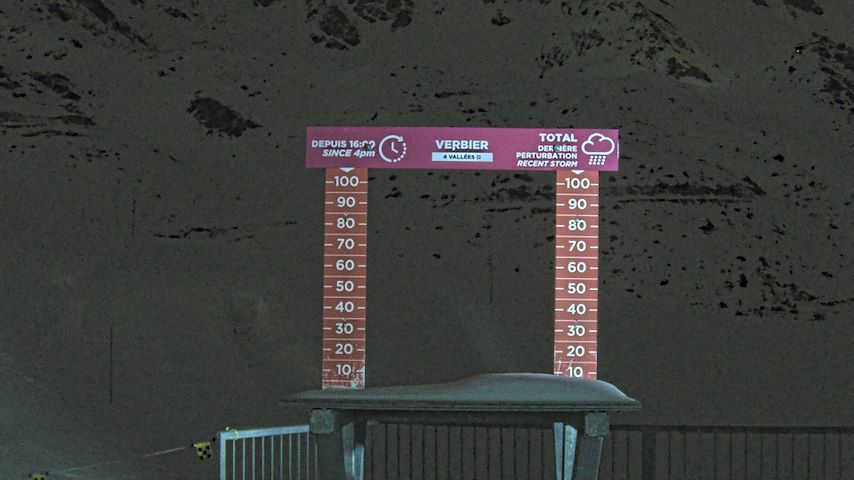 DEPUIS 16:00
SINCE 4pm
VERBIER
4 VALLÉES
TOTAL
DERNIÈRE
PERTURBATION
RECENT STORM
100
90
80
70
60
50
40
30
20
10
100
90
80
70
60
50
40
30
20
10